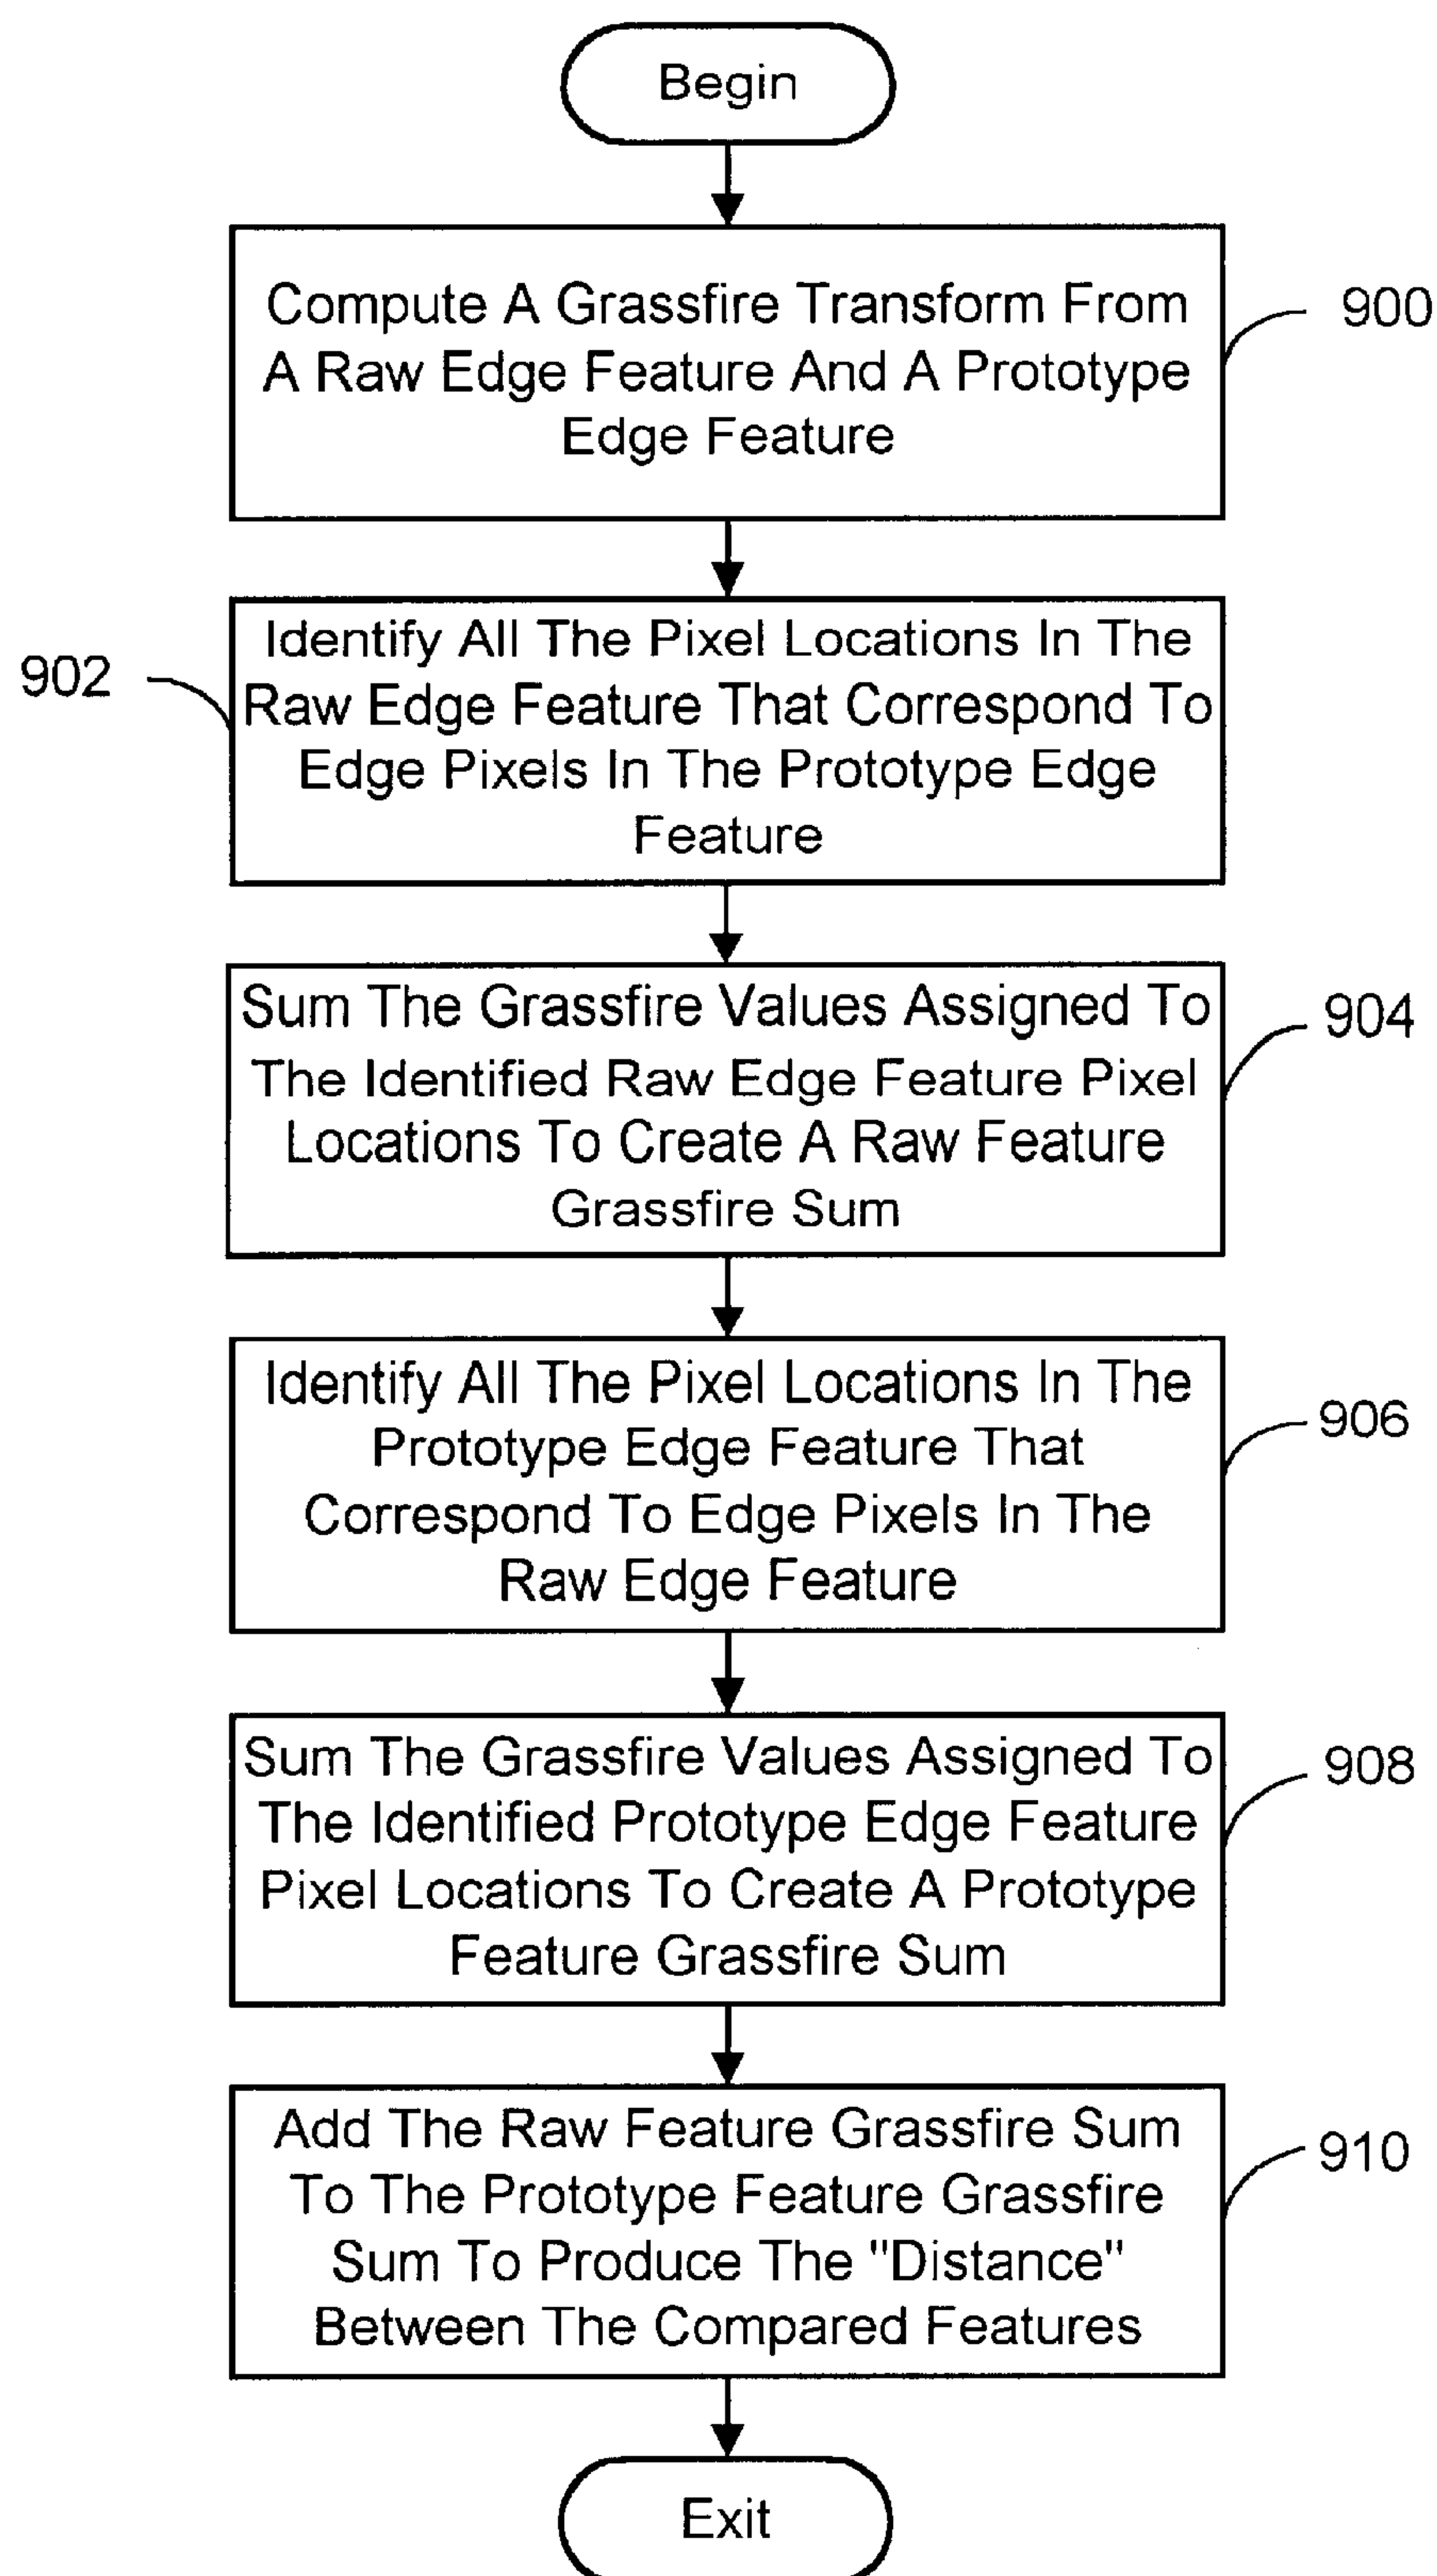 Begin
Compute A Grassfire Transform From
A Raw Edge Feature And A Prototype
Edge Feature
900
Identify All The Pixel Locations In The
Raw Edge Feature That Correspond To
Edge Pixels In The Prototype Edge
Feature
902
Sum The Grassfire Values Assigned To
The Identified Raw Edge Feature Pixel
Locations To Create A Raw Feature
Grassfire Sum
904
Identify All The Pixel Locations In The
Prototype Edge Feature That
Correspond To Edge Pixels In The
Raw Edge Feature
906
Sum The Grassfire Values Assigned To
The Identified Prototype Edge Feature
Pixel Locations To Create A Prototype
Feature Grassfire Sum
908
Add The Raw Feature Grassfire Sum
To The Prototype Feature Grassfire
Sum To Produce The "Distance"
Between The Compared Features
910
Exit